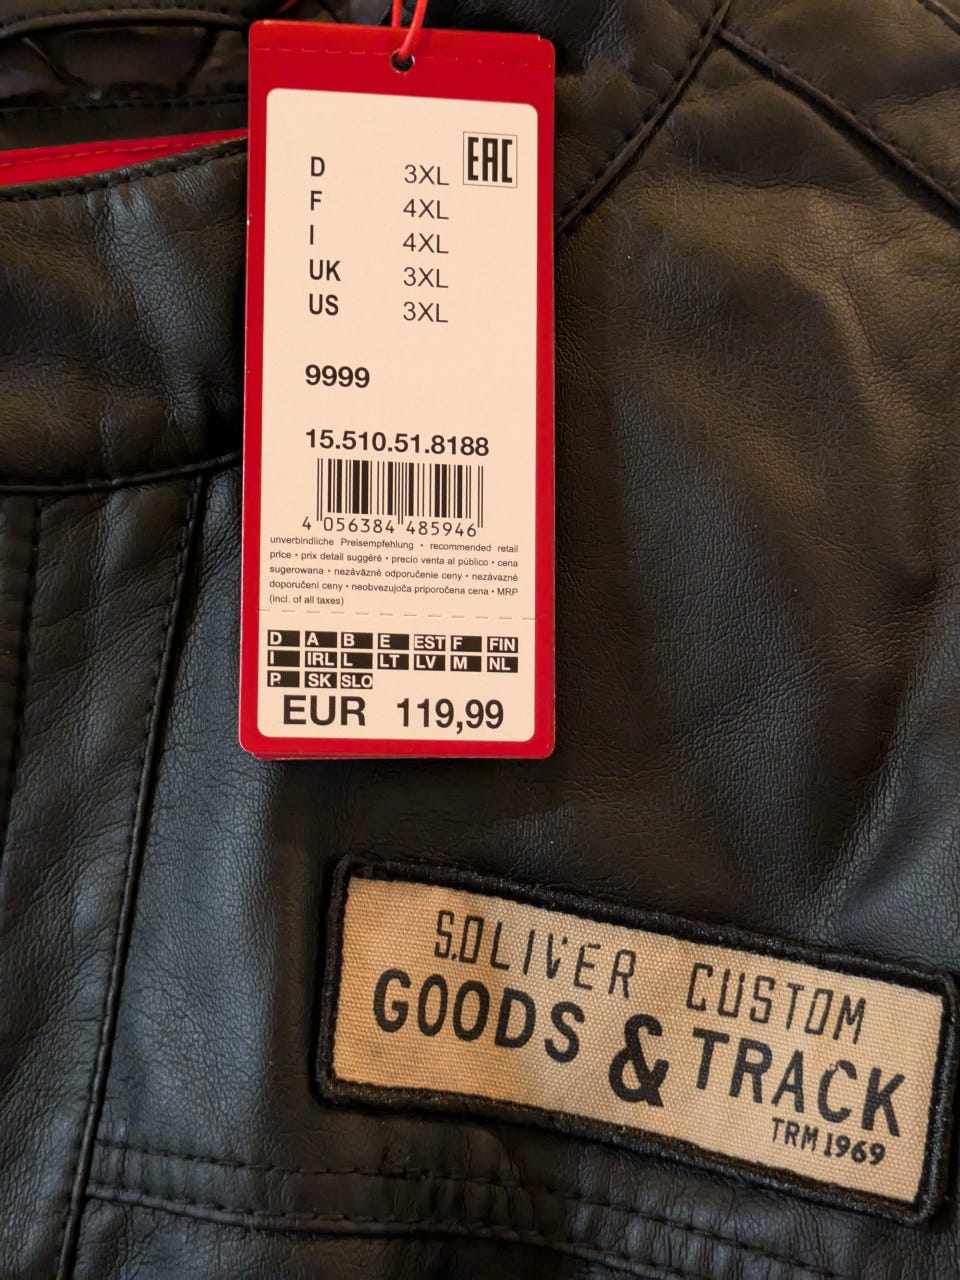 EAC
D 3XL
F 4XL
I 4XL
UK 3XL
US 3XL
9999
15.510.51.8188
4 056384 485946
unverbindliche Preisempfehlung • recommended retail
price • prix detail suggéré • precio venta al público • cena
sugerowana • nezáväzné odporučenie ceny • nezávazné
doporučení ceny • neobvezujoča priporočena cena • MRP
(incl. of all taxes)
D A B E EST F FIN
I IRL L LT LV M NL
P SK SLO
EUR 119,99
S.OLIVER CUSTOM
GOODS & TRACK
TRM 1969